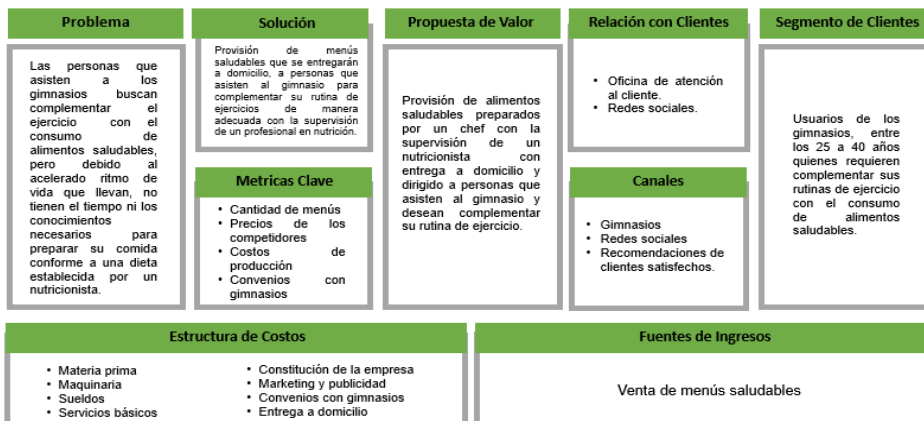 Problema
Las personas que
asisten a los
gimnasios buscan
complementar el
ejercicio con el
consumo de
alimentos saludables,
pero debido al
acelerado ritmo de
vida que llevan, no
tienen el tiempo ni los
conocimientos
necesarios para
preparar su comida
conforme a una dieta
establecida por un
nutricionista.
Solución
Provisión de menús
saludables que se entregarán
a domicilio, a personas que
asisten al gimnasio para
complementar su rutina de
ejercicios de manera
adecuada con la supervisión
de un profesional en nutrición.
Metricas Clave
• Cantidad de menús
• Precios de los
competidores
• Costos de
producción
• Convenios con
gimnasios
Propuesta de Valor
Provisión de alimentos
saludables preparados
por un chef con la
supervisión de un
nutricionista con
entrega a domicilio y
dirigido a personas que
asisten al gimnasio y
desean complementar
su rutina de ejercicio.
Relación con Clientes
• Oficina de atención
al cliente.
• Redes sociales.
Canales
• Gimnasios
• Redes sociales
• Recomendaciones de
clientes satisfechos.
Segmento de Clientes
Usuarios de los
gimnasios, entre
los 25 a 40 años
quienes requieren
complementar sus
rutinas de ejercicio
con el consumo
de alimentos
saludables.
Estructura de Costos
• Materia prima
• Maquinaria
• Sueldos
• Servicios básicos
• Constitución de la empresa
• Marketing y publicidad
• Convenios con gimnasios
• Entrega a domicilio
Fuentes de Ingresos
Venta de menús saludables